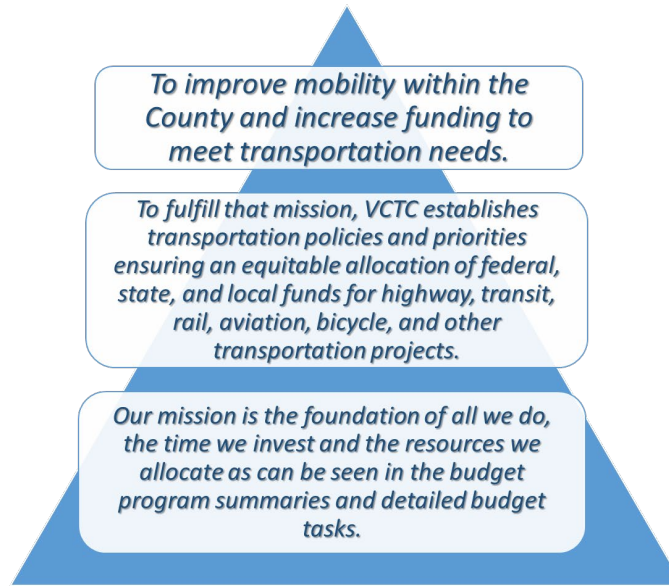 To improve mobility within the
County and increase funding to
meet transportation needs.
To fulfill that mission, VCTC establishes
transportation policies and priorities
ensuring an equitable allocation of federal,
state, and local funds for highway, transit,
rail, aviation, bicycle, and other
transportation projects.
Our mission is the foundation of all we do,
the time we invest and the resources we
allocate as can be seen in the budget
program summaries and detailed budget
tasks.